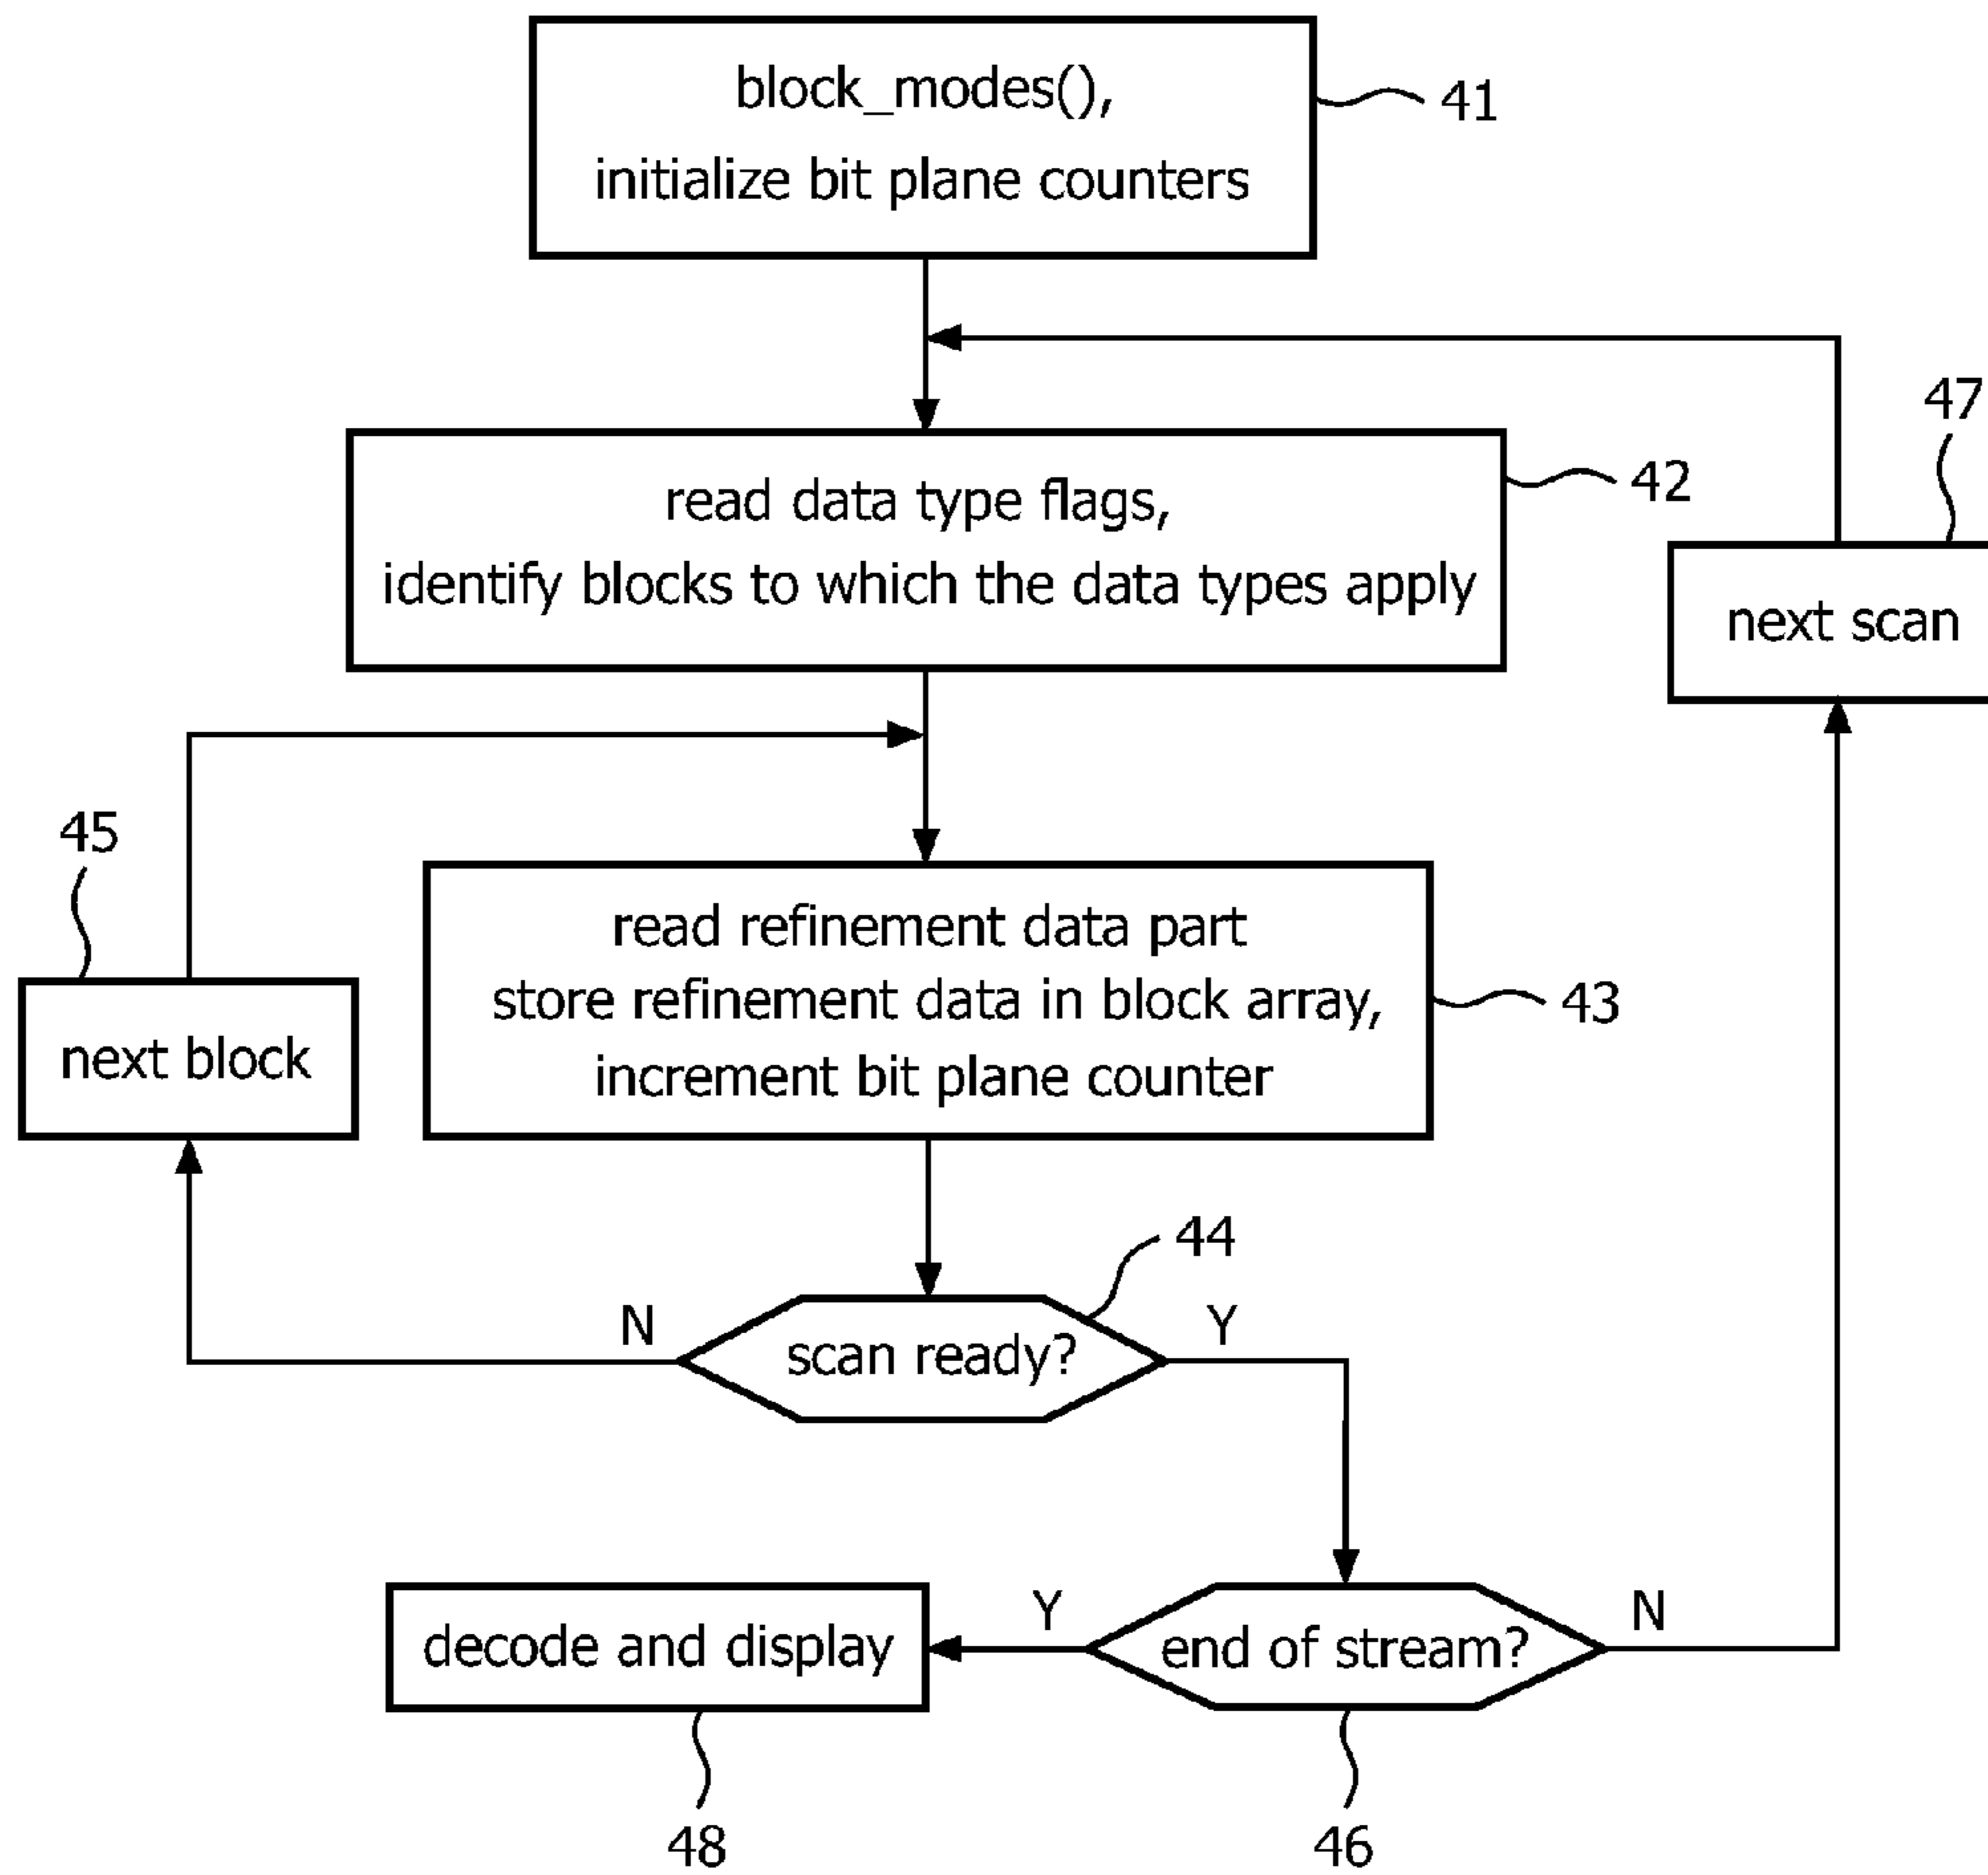 block_modes(),
initialize bit plane counters
41
47
read data type flags,
identify blocks to which the data types apply
42
next scan
45
read refinement data part
store refinement data in block array,
increment bit plane counter
43
next block
44
N
Y
scan ready?
Y
N
decode and display
end of stream?
48
46